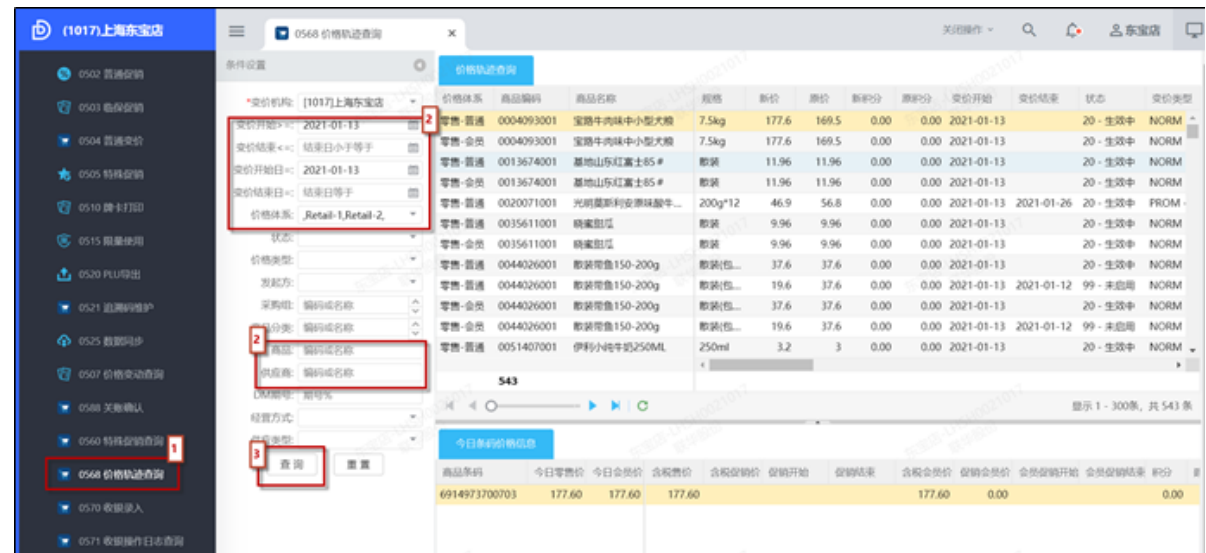 (1017)上海东宝店
0568 价格轨迹查询 ×
关闭操作
东宝店
0502 普通促销
0503 临保促销
0504 普通变价
0505 特殊促销
0510 牌卡打印
0515 限量使用
0520 PLU导出
0521 追溯码维护
0525 数据同步
0507 价格变动查询
0588 关账确认
0560 特殊促销查询
1
0568 价格轨迹查询
0570 收银录入
0571 收银操作日志查询
条件设置
*变价机构: [1017]上海东宝店
2
变价开始>=: 2021-01-13
变价结束<=: 结束日小于等于
变价开始日=: 2021-01-13
变价结束日=: 结束日等于
价格体系: ,Retail-1,Retail-2,
状态:
价格类型:
发起方:
采购组: 编码或名称
商品分类: 编码或名称
2
商品: 编码或名称
供应商: 编码或名称
DM期号: 期号%
经营方式:
供应类型:
3
查询 重置
价格轨迹查询
价格体系 商品编码 商品名称 规格 新价 原价 新积分 原积分 变价开始 变价结束 状态 变价类型
零售-普通 0004093001 宝路牛肉味中小型犬粮 7.5kg 177.6 169.5 0.00 0.00 2021-01-13 20 - 生效中 NORM
零售-会员 0004093001 宝路牛肉味中小型犬粮 7.5kg 177.6 169.5 0.00 0.00 2021-01-13 20 - 生效中 NORM
零售-普通 0013674001 基地山东红富士85# 散装 11.96 11.96 0.00 0.00 2021-01-13 20 - 生效中 NORM
零售-会员 0013674001 基地山东红富士85# 散装 11.96 11.96 0.00 0.00 2021-01-13 20 - 生效中 NORM
零售-普通 0020071001 光明莫斯利安原味酸牛... 200g*12 46.9 56.8 0.00 0.00 2021-01-13 2021-01-26 20 - 生效中 PROM -
零售-普通 0035611001 晓蜜甜瓜 散装 9.96 9.96 0.00 0.00 2021-01-13 20 - 生效中 NORM
零售-会员 0035611001 晓蜜甜瓜 散装 9.96 9.96 0.00 0.00 2021-01-13 20 - 生效中 NORM
零售-普通 0044026001 散装带鱼150-200g 散装(包... 37.6 37.6 0.00 0.00 2021-01-13 20 - 生效中 NORM
零售-普通 0044026001 散装带鱼150-200g 散装(包... 19.6 37.6 0.00 0.00 2021-01-13 2021-01-12 99 - 未启用 NORM
零售-会员 0044026001 散装带鱼150-200g 散装(包... 37.6 37.6 0.00 0.00 2021-01-13 20 - 生效中 NORM
零售-会员 0044026001 散装带鱼150-200g 散装(包... 19.6 37.6 0.00 0.00 2021-01-13 2021-01-12 99 - 未启用 NORM
零售-普通 0051407001 伊利小纯牛奶250ML 250ml 3.2 3 0.00 0.00 2021-01-13 20 - 生效中 NORM
543
显示 1 - 300条, 共 543 条
今日条码价格信息
商品条码 今日零售价 今日会员价 含税售价 含税促销价 促销开始 促销结束 含税会员价 促销会员价 会员促销开始 会员促销结束 积分
6914973700703 177.60 177.60 177.60 177.60 0.00 0.00